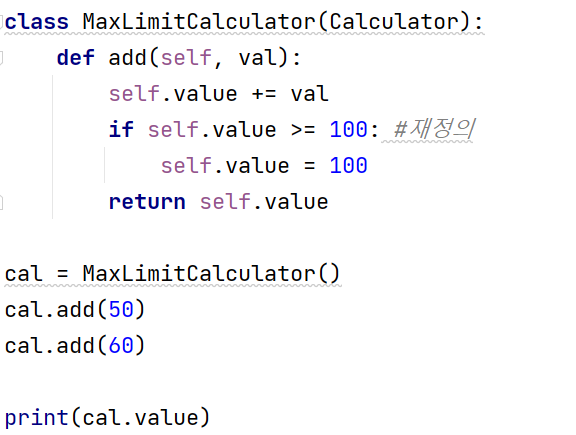 class MaxLimitCalculator(Calculator):
    def add(self, val):
        self.value += val
        if self.value >= 100: #재정의
            self.value = 100
        return self.value

cal = MaxLimitCalculator()
cal.add(50)
cal.add(60)

print(cal.value)